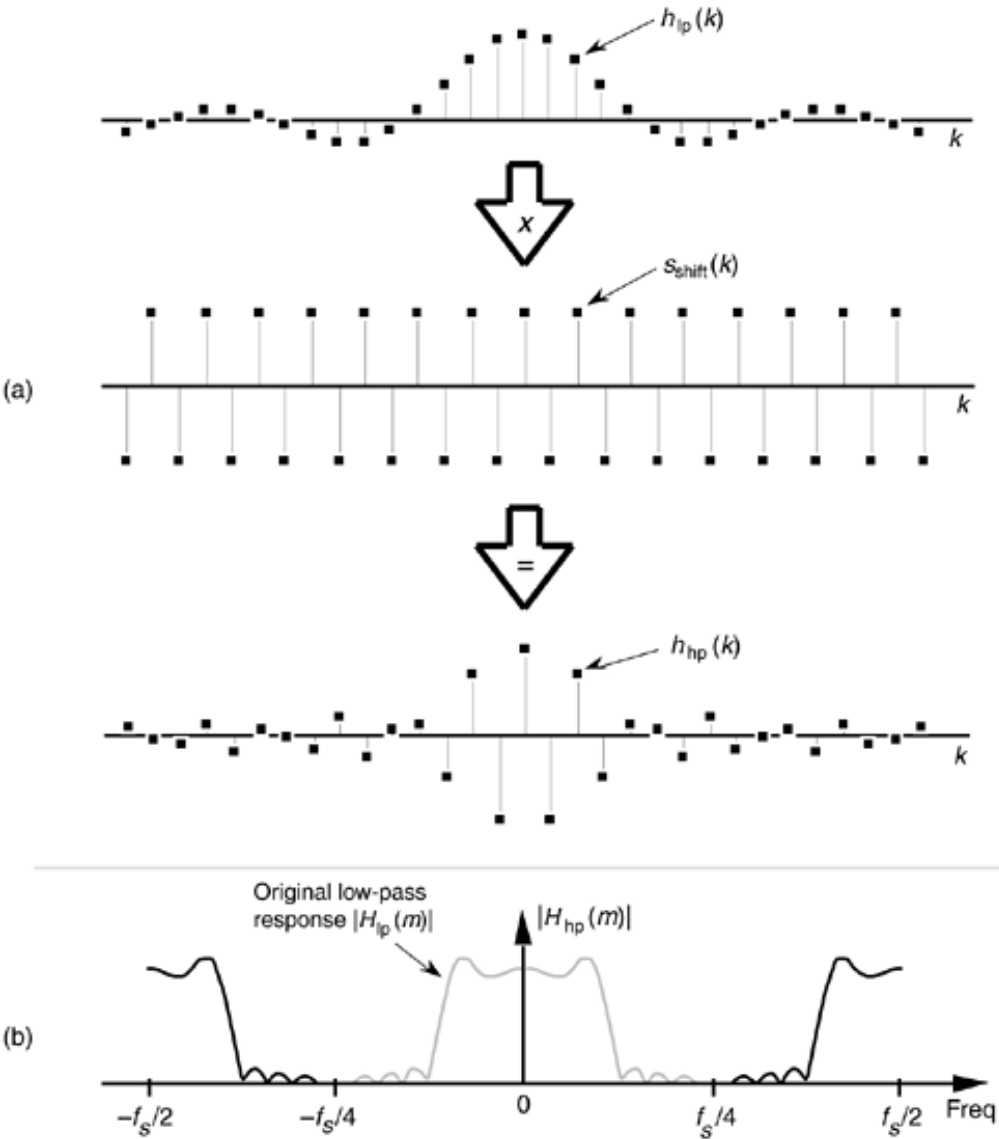 h_lp(k)
k
x
s_shift(k)
(a)
k
=
h_hp(k)
k
Original low-pass
response |H_lp(m)|
|H_hp(m)|
(b)
–f_s/2
–f_s/4
0
f_s/4
f_s/2
Freq